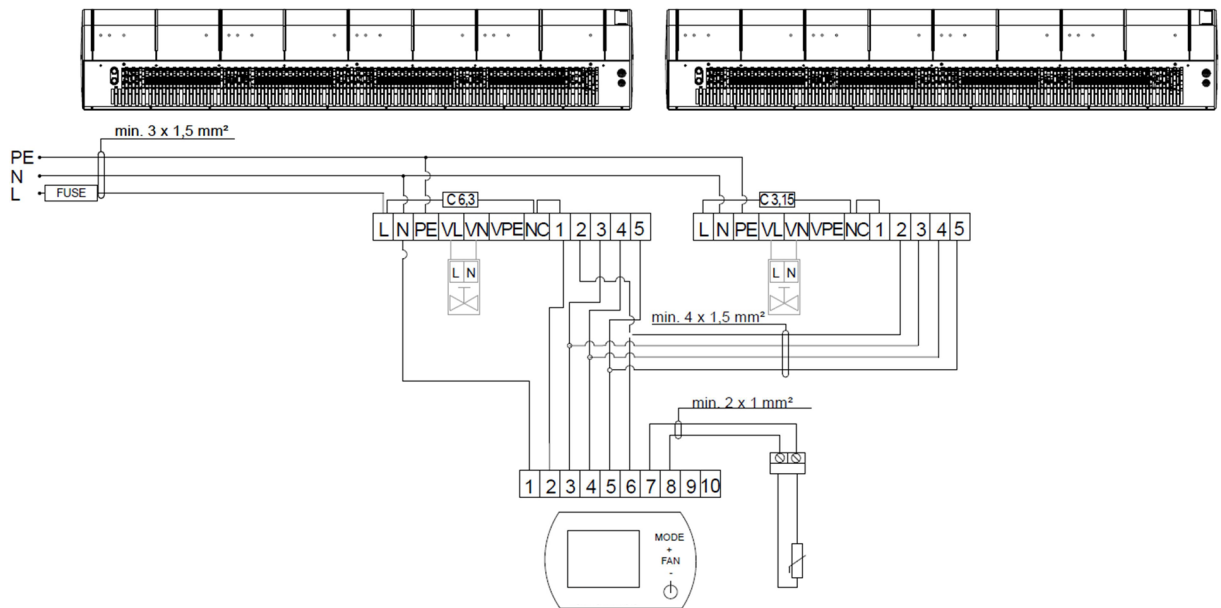 min. 3 x 1,5 mm²
PE
N
L FUSE
C 6,3 C 3,15
L N PE VL VN VPE NC 1 2 3 4 5 L N PE VL VN VPE NC 1 2 3 4 5
L N L N
min. 4 x 1,5 mm²
min. 2 x 1 mm²
1 2 3 4 5 6 7 8 9 10
MODE
+
FAN
-